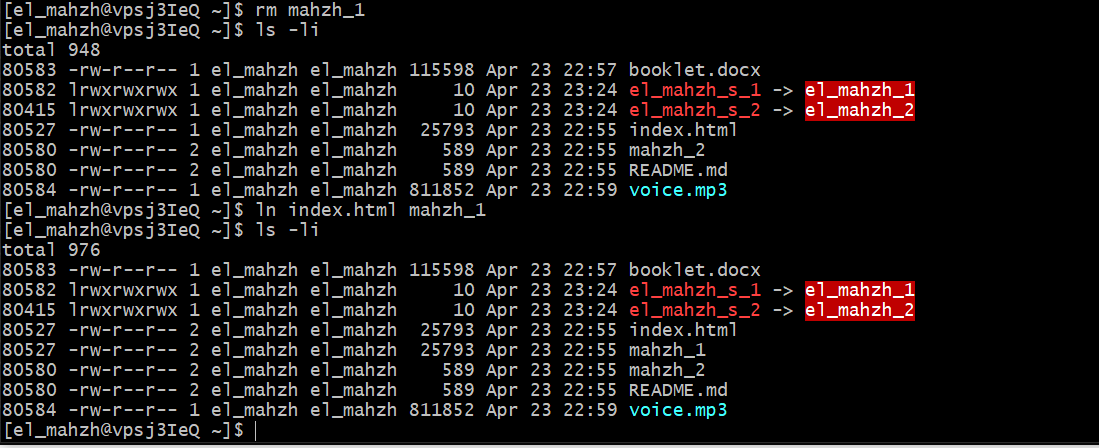 [el_mahzh@vpsj3IeQ ~]$ rm mahzh_1
[el_mahzh@vpsj3IeQ ~]$ ls -li
total 948
80583 -rw-r--r-- 1 el_mahzh el_mahzh 115598 Apr 23 22:57 booklet.docx
80582 lrwxrwxrwx 1 el_mahzh el_mahzh     10 Apr 23 23:24 el_mahzh_s_1 -> el_mahzh_1
80415 lrwxrwxrwx 1 el_mahzh el_mahzh     10 Apr 23 23:24 el_mahzh_s_2 -> el_mahzh_2
80527 -rw-r--r-- 1 el_mahzh el_mahzh  25793 Apr 23 22:55 index.html
80580 -rw-r--r-- 2 el_mahzh el_mahzh    589 Apr 23 22:55 mahzh_2
80580 -rw-r--r-- 2 el_mahzh el_mahzh    589 Apr 23 22:55 README.md
80584 -rw-r--r-- 1 el_mahzh el_mahzh 811852 Apr 23 22:59 voice.mp3
[el_mahzh@vpsj3IeQ ~]$ ln index.html mahzh_1
[el_mahzh@vpsj3IeQ ~]$ ls -li
total 976
80583 -rw-r--r-- 1 el_mahzh el_mahzh 115598 Apr 23 22:57 booklet.docx
80582 lrwxrwxrwx 1 el_mahzh el_mahzh     10 Apr 23 23:24 el_mahzh_s_1 -> el_mahzh_1
80415 lrwxrwxrwx 1 el_mahzh el_mahzh     10 Apr 23 23:24 el_mahzh_s_2 -> el_mahzh_2
80527 -rw-r--r-- 2 el_mahzh el_mahzh  25793 Apr 23 22:55 index.html
80527 -rw-r--r-- 2 el_mahzh el_mahzh  25793 Apr 23 22:55 mahzh_1
80580 -rw-r--r-- 2 el_mahzh el_mahzh    589 Apr 23 22:55 mahzh_2
80580 -rw-r--r-- 2 el_mahzh el_mahzh    589 Apr 23 22:55 README.md
80584 -rw-r--r-- 1 el_mahzh el_mahzh 811852 Apr 23 22:59 voice.mp3
[el_mahzh@vpsj3IeQ ~]$